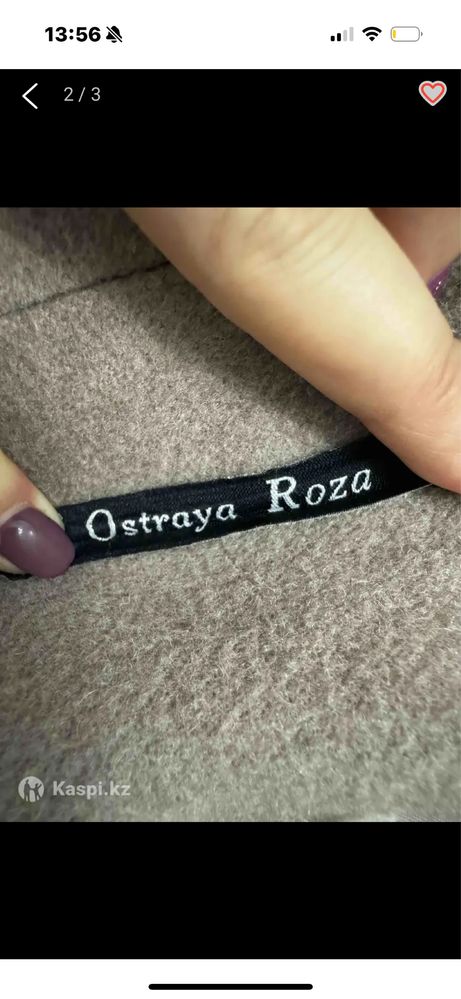 13:56
2 / 3
Ostraya Roza
Kaspi.kz